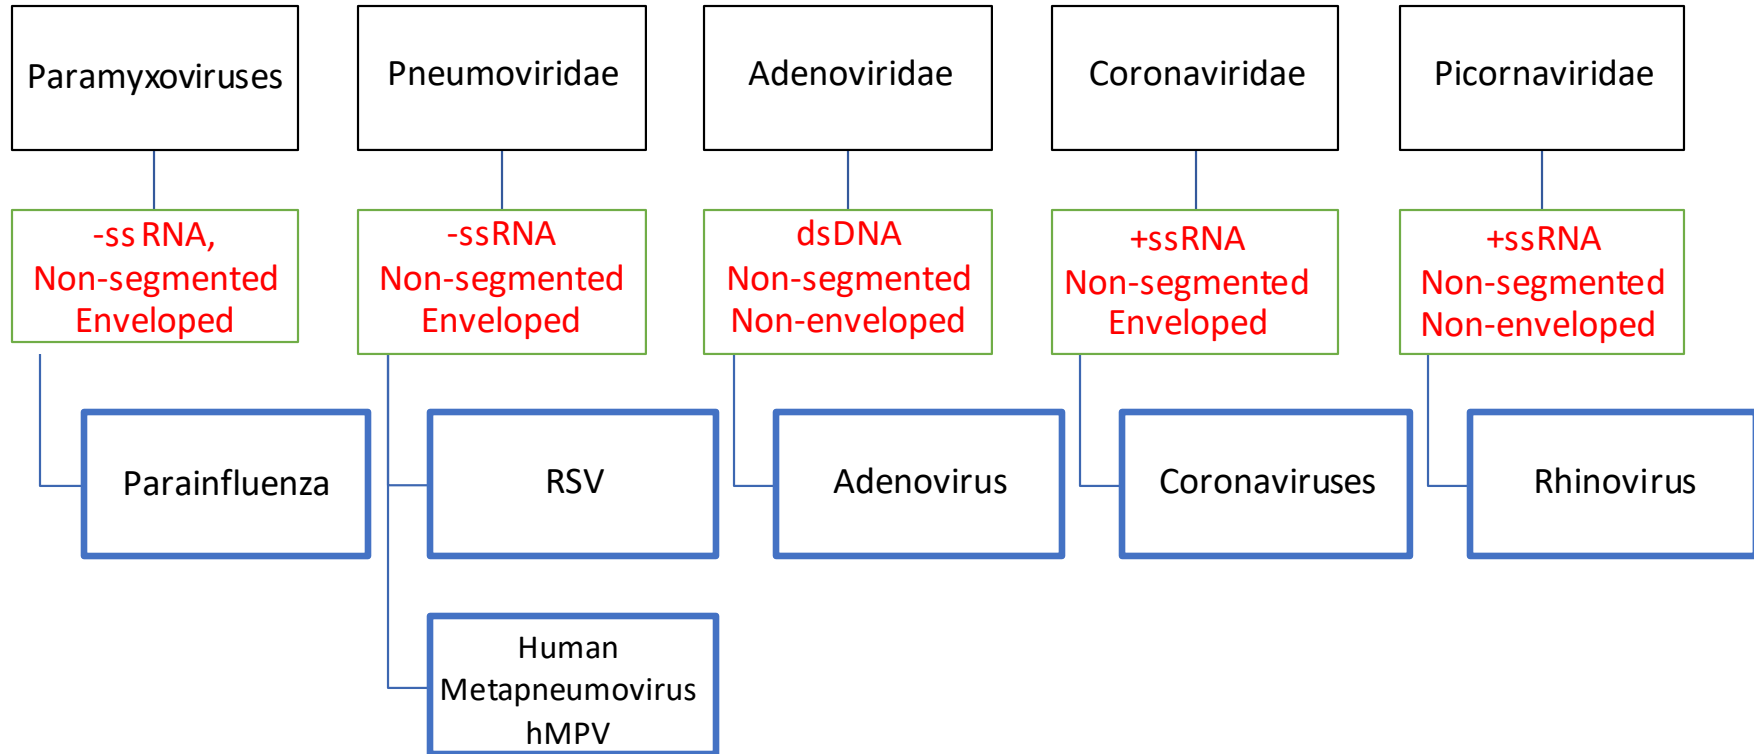 Paramyxoviruses
Pneumoviridae
Adenoviridae
Coronaviridae
Picornaviridae
-ss RNA,
Non-segmented
Enveloped
-ssRNA
Non-segmented
Enveloped
dsDNA
Non-segmented
Non-enveloped
+ssRNA
Non-segmented
Enveloped
+ssRNA
Non-segmented
Non-enveloped
Parainfluenza
RSV
Adenovirus
Coronaviruses
Rhinovirus
Human
Metapneumovirus
hMPV